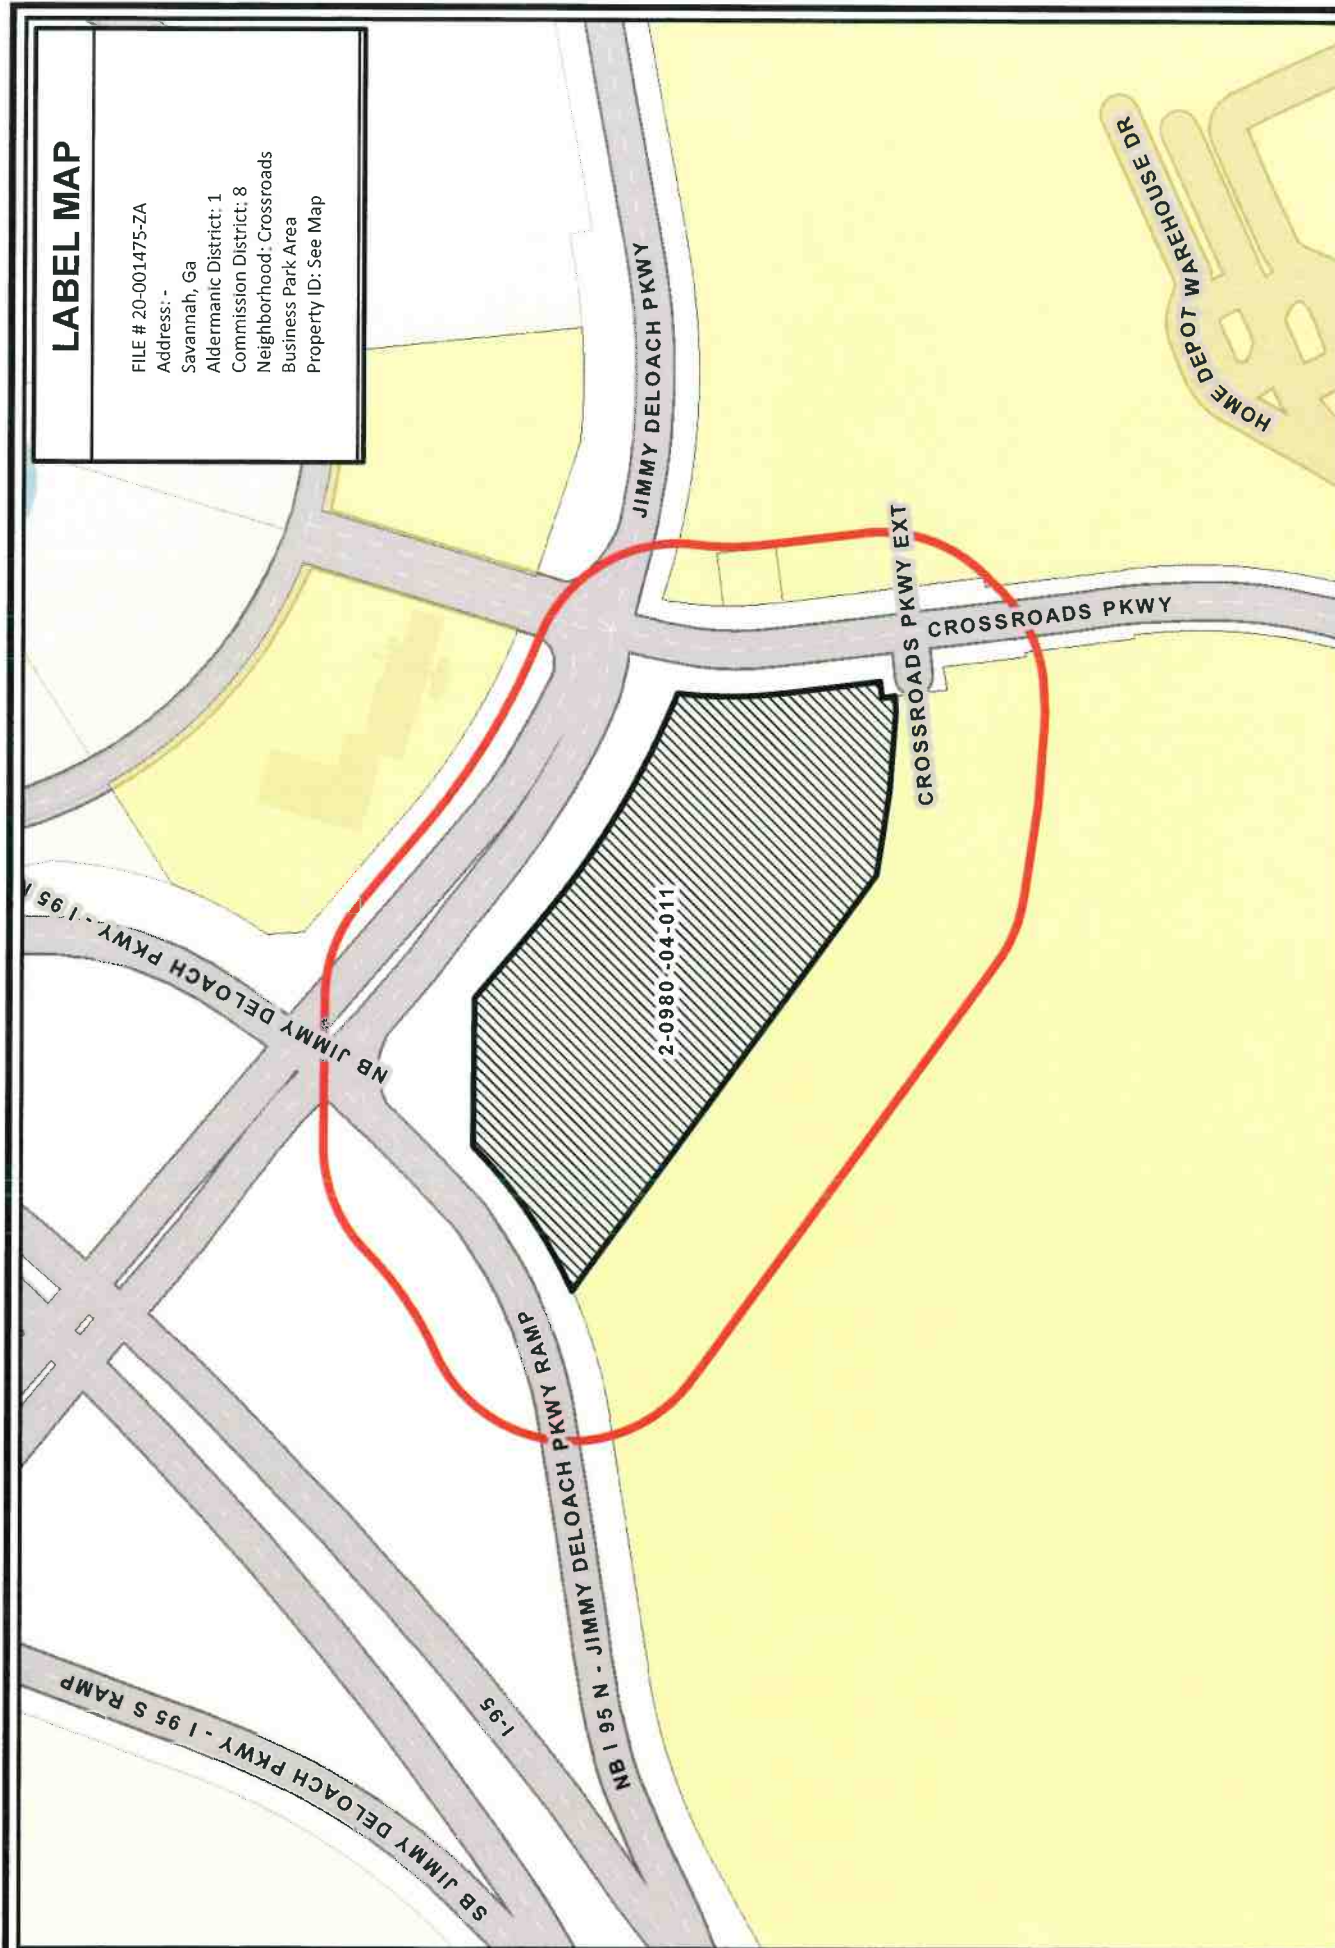 LABEL MAP
FILE # 20-001475-ZA
Address: -
Savannah, Ga
Aldermanic District: 1
Commission District: 8
Neighborhood: Crossroads
Business Park Area
Property ID: See Map
SB JIMMY DELOACH PKWY - I 95 S RAMP
I-95
NB I 95 N - JIMMY DELOACH PKWY RAMP
NB JIMMY DELOACH PKWY - I 95
JIMMY DELOACH PKWY
2-0980-04-011
CROSSROADS PKWY EXT
CROSSROADS PKWY
HOME DEPOT WAREHOUSE DR